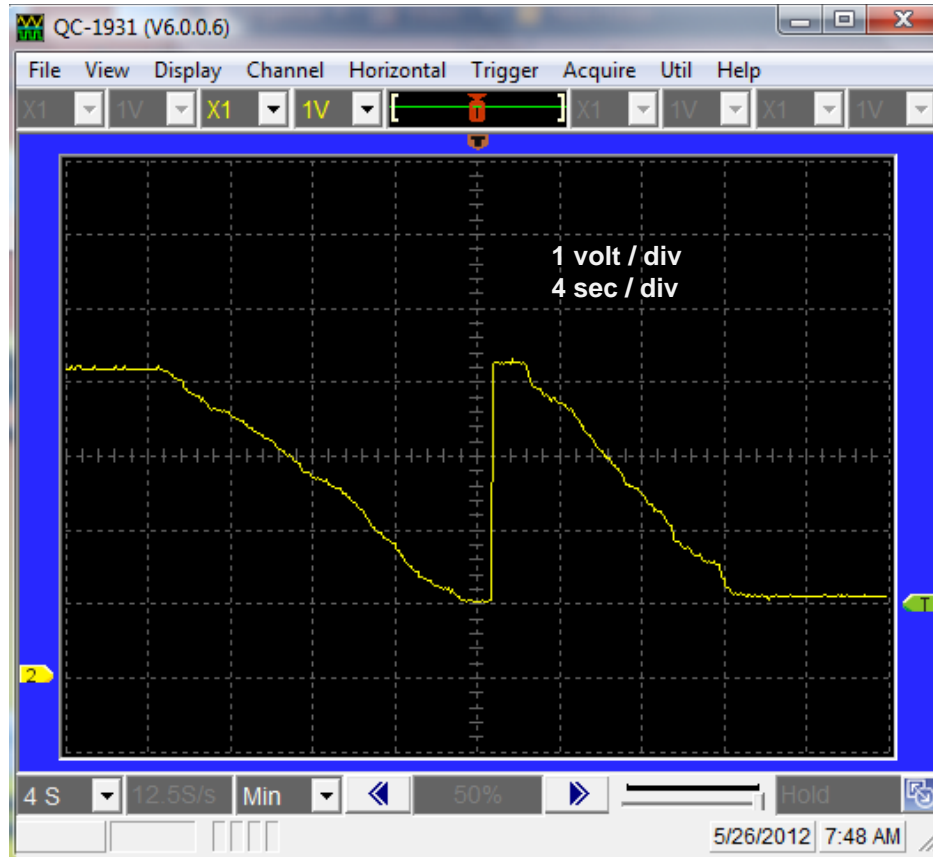 QC-1931 (V6.0.0.6)
File View Display Channel Horizontal Trigger Acquire Util Help
X1 1V X1 1V X1 1V X1 1V
T
1 volt / div
4 sec / div
T
2
4 S 12.5S/s Min 50% Hold
5/26/2012 7:48 AM